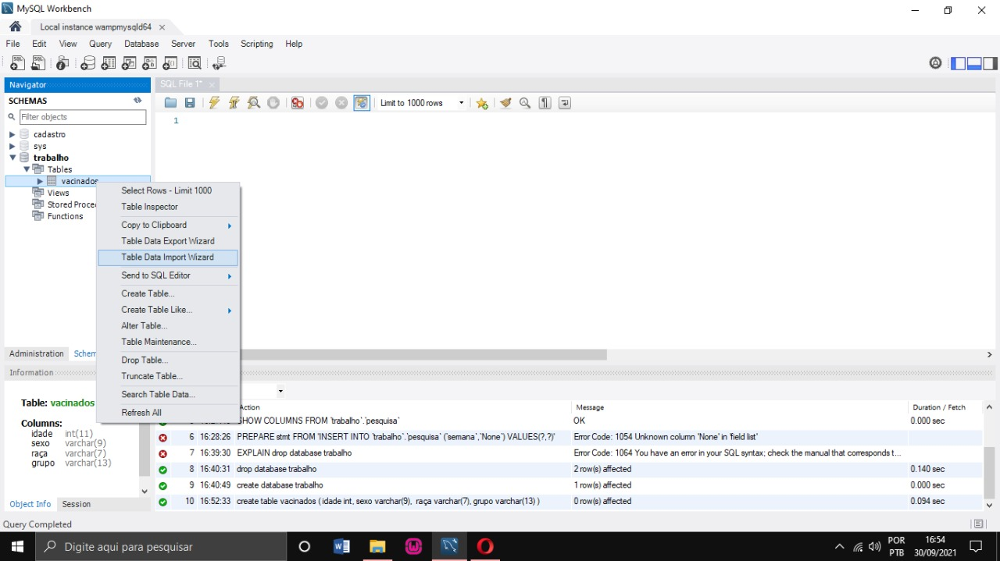 MySQL Workbench
Local instance wampmysqld64
File Edit View Query Database Server Tools Scripting Help
Navigator
SCHEMAS
Filter objects
cadastro
sys
trabalho
Tables
vacinados
Views
Stored Proced
Functions
Administration Schem
SQL File 1*
Limit to 1000 rows
1
Select Rows - Limit 1000
Table Inspector
Copy to Clipboard
Table Data Export Wizard
Table Data Import Wizard
Send to SQL Editor
Create Table...
Create Table Like...
Alter Table...
Table Maintenance...
Drop Table...
Truncate Table...
Search Table Data...
Refresh All
Information
Table: vacinados
Columns:
idade int(11)
sexo varchar(9)
raça varchar(7)
grupo varchar(13)
Object Info Session
Action Message Duration / Fetch
SHOW COLUMNS FROM `trabalho`.`pesquisa` OK 0.000 sec
6 16:28:26 PREPARE stmt FROM 'INSERT INTO `trabalho`.`pesquisa` (`semana`,`None`) VALUES(?,?)' Error Code: 1054 Unknown column 'None' in 'field list'
7 16:39:30 EXPLAIN drop database trabalho Error Code: 1064 You have an error in your SQL syntax; check the manual that corresponds t...
8 16:40:31 drop database trabalho 2 row(s) affected 0.140 sec
9 16:40:49 create database trabalho 1 row(s) affected 0.000 sec
10 16:52:33 create table vacinados ( idade int, sexo varchar(9), raça varchar(7), grupo varchar(13) ) 0 row(s) affected 0.094 sec
Query Completed
Digite aqui para pesquisar
POR
PTB
16:54
30/09/2021